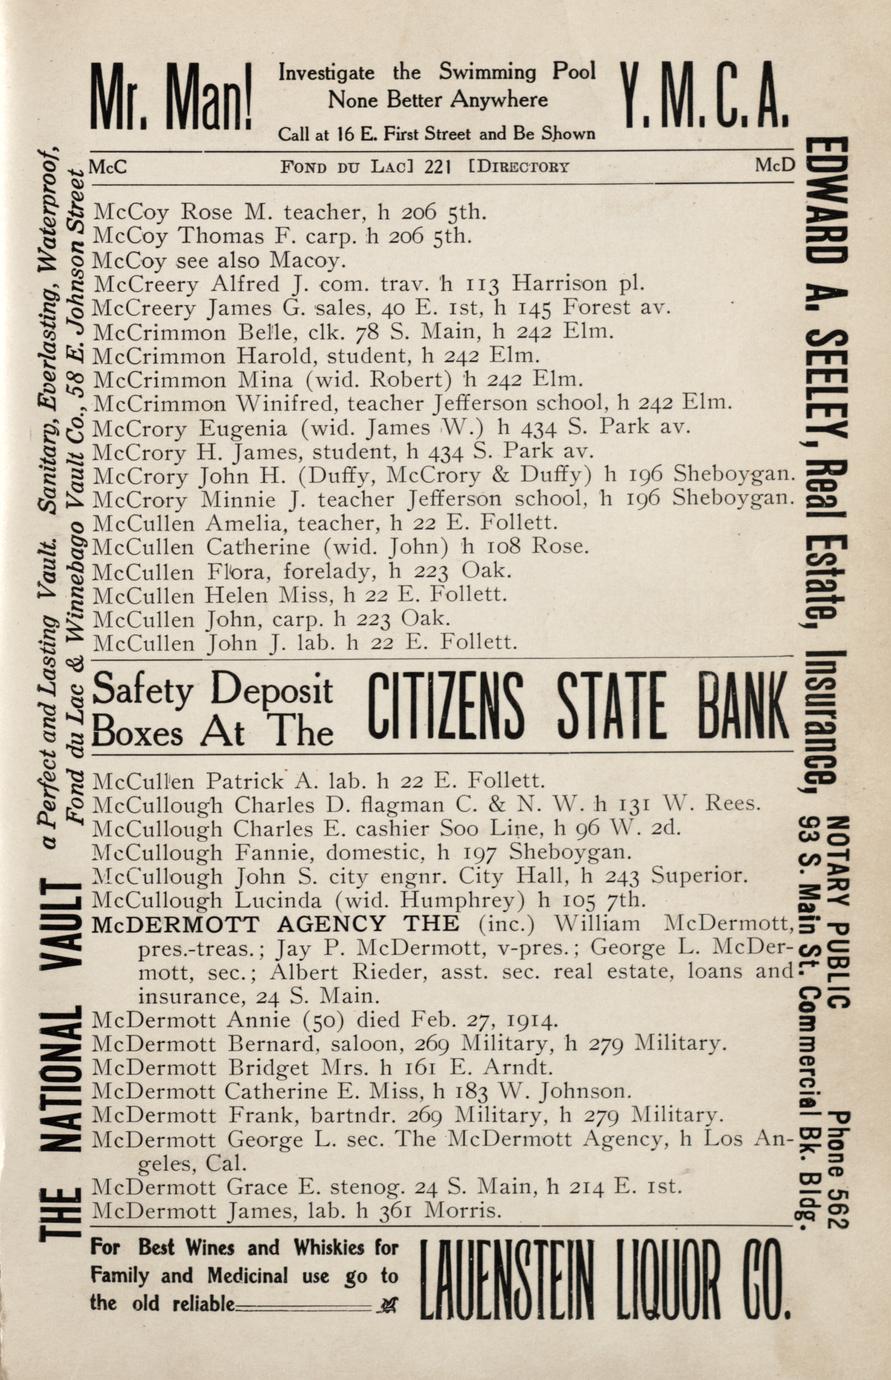 Mr. Man!
Investigate the Swimming Pool
None Better Anywhere
Call at 16 E. First Street and Be Shown
Y.M.C.A.
McC FOND DU LAC] 221 [DIRECTORY McD
McCoy Rose M. teacher, h 206 5th.
McCoy Thomas F. carp. h 206 5th.
McCoy see also Macoy.
McCreery Alfred J. com. trav. h 113 Harrison pl.
McCreery James G. sales, 40 E. 1st, h 145 Forest av.
McCrimmon Belle, clk. 78 S. Main, h 242 Elm.
McCrimmon Harold, student, h 242 Elm.
McCrimmon Mina (wid. Robert) h 242 Elm.
McCrimmon Winifred, teacher Jefferson school, h 242 Elm.
McCrory Eugenia (wid. James W.) h 434 S. Park av.
McCrory H. James, student, h 434 S. Park av.
McCrory John H. (Duffy, McCrory & Duffy) h 196 Sheboygan.
McCrory Minnie J. teacher Jefferson school, h 196 Sheboygan.
McCullen Amelia, teacher, h 22 E. Follett.
McCullen Catherine (wid. John) h 108 Rose.
McCullen Flora, forelady, h 223 Oak.
McCullen Helen Miss, h 22 E. Follett.
McCullen John, carp. h 223 Oak.
McCullen John J. lab. h 22 E. Follett.
Safety Deposit
Boxes At The
CITIZENS STATE BANK
McCullen Patrick A. lab. h 22 E. Follett.
McCullough Charles D. flagman C. & N. W. h 131 W. Rees.
McCullough Charles E. cashier Soo Line, h 96 W. 2d.
McCullough Fannie, domestic, h 197 Sheboygan.
McCullough John S. city engnr. City Hall, h 243 Superior.
McCullough Lucinda (wid. Humphrey) h 105 7th.
McDERMOTT AGENCY THE (inc.) William McDermott,
pres.-treas.; Jay P. McDermott, v-pres.; George L. McDer-
mott, sec.; Albert Rieder, asst. sec. real estate, loans and
insurance, 24 S. Main.
McDermott Annie (50) died Feb. 27, 1914.
McDermott Bernard, saloon, 269 Military, h 279 Military.
McDermott Bridget Mrs. h 161 E. Arndt.
McDermott Catherine E. Miss, h 183 W. Johnson.
McDermott Frank, bartndr. 269 Military, h 279 Military.
McDermott George L. sec. The McDermott Agency, h Los An-
geles, Cal.
McDermott Grace E. stenog. 24 S. Main, h 214 E. 1st.
McDermott James, lab. h 361 Morris.
For Best Wines and Whiskies for
Family and Medicinal use go to
the old reliable
LAUENSTEIN LIQUOR CO.
THE NATIONAL VAULT
a Perfect and Lasting Vault. Sanitary, Everlasting, Waterproof,
Fond du Lac & Winnebago Vault Co., 58 E. Johnson Street
EDWARD A. SEELEY, Real Estate, Insurance,
NOTARY PUBLIC Phone 562
93 S. Main St. Commercial Bk. Bldg.